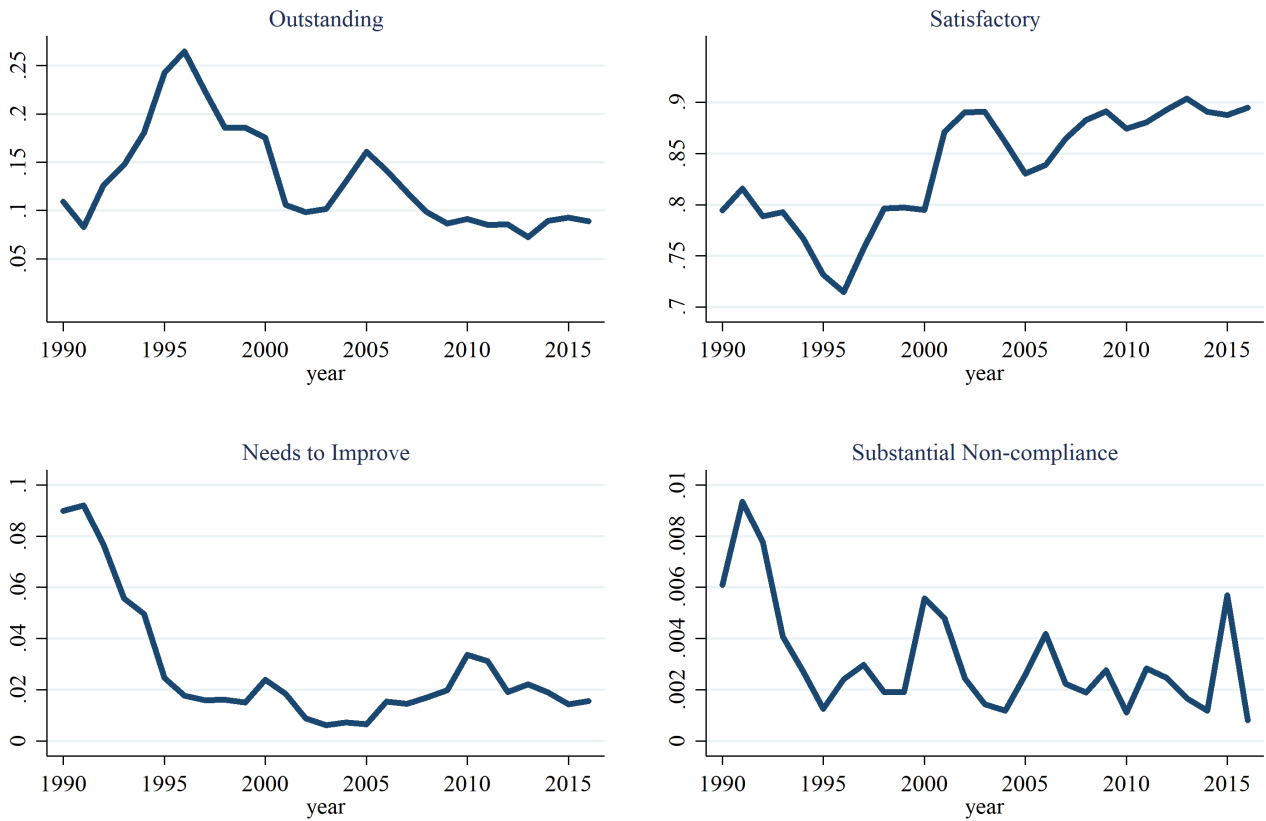 Outstanding
.25
.2
.15
.1
.05
1990 1995 2000 2005 2010 2015
year
Satisfactory
.9
.85
.8
.75
.7
1990 1995 2000 2005 2010 2015
year
Needs to Improve
.1
.08
.06
.04
.02
0
1990 1995 2000 2005 2010 2015
year
Substantial Non-compliance
.01
.008
.006
.004
.002
0
1990 1995 2000 2005 2010 2015
year